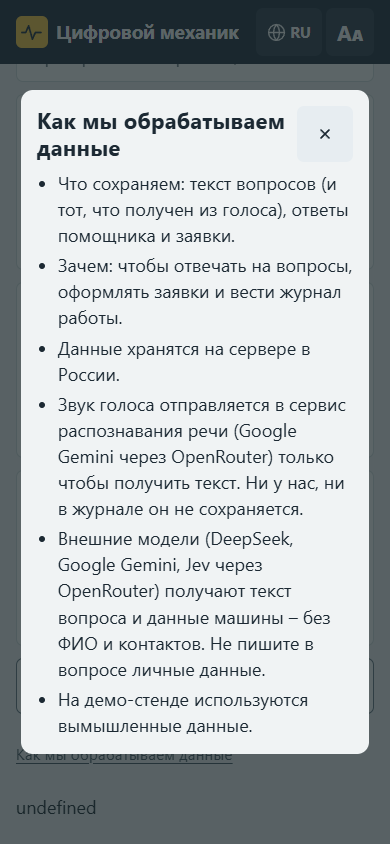 Цифровой механик
RU
Aᴀ
Как мы обрабатываем
данные
×
• Что сохраняем: текст вопросов (и
тот, что получен из голоса), ответы
помощника и заявки.
• Зачем: чтобы отвечать на вопросы,
оформлять заявки и вести журнал
работы.
• Данные хранятся на сервере в
России.
• Звук голоса отправляется в сервис
распознавания речи (Google
Gemini через OpenRouter) только
чтобы получить текст. Ни у нас, ни
в журнале он не сохраняется.
• Внешние модели (DeepSeek,
Google Gemini, Jev через
OpenRouter) получают текст
вопроса и данные машины – без
ФИО и контактов. Не пишите в
вопросе личные данные.
• На демо-стенде используются
вымышленные данные.
Как мы обрабатываем данные
undefined